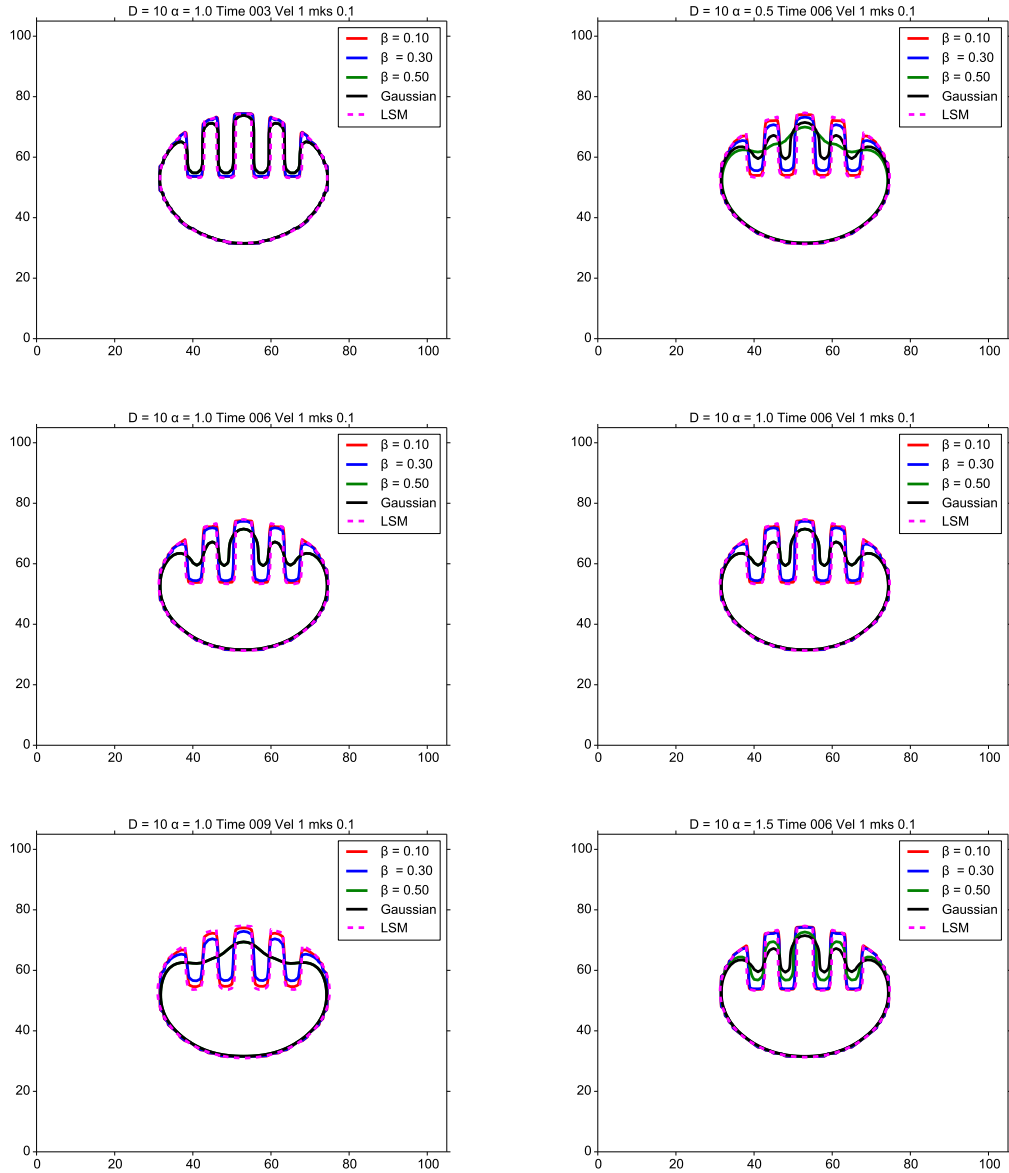 D = 10 α = 1.0 Time 003 Vel 1 mks 0.1
β = 0.10
β  = 0.30
β = 0.50
Gaussian
LSM
100
80
60
40
20
0
0 20 40 60 80 100
D = 10 α = 0.5 Time 006 Vel 1 mks 0.1
β = 0.10
β  = 0.30
β = 0.50
Gaussian
LSM
100
80
60
40
20
0
0 20 40 60 80 100
D = 10 α = 1.0 Time 006 Vel 1 mks 0.1
β = 0.10
β  = 0.30
β = 0.50
Gaussian
LSM
100
80
60
40
20
0
0 20 40 60 80 100
D = 10 α = 1.0 Time 006 Vel 1 mks 0.1
β = 0.10
β  = 0.30
β = 0.50
Gaussian
LSM
100
80
60
40
20
0
0 20 40 60 80 100
D = 10 α = 1.0 Time 009 Vel 1 mks 0.1
β = 0.10
β  = 0.30
β = 0.50
Gaussian
LSM
100
80
60
40
20
0
0 20 40 60 80 100
D = 10 α = 1.5 Time 006 Vel 1 mks 0.1
β = 0.10
β  = 0.30
β = 0.50
Gaussian
LSM
100
80
60
40
20
0
0 20 40 60 80 100